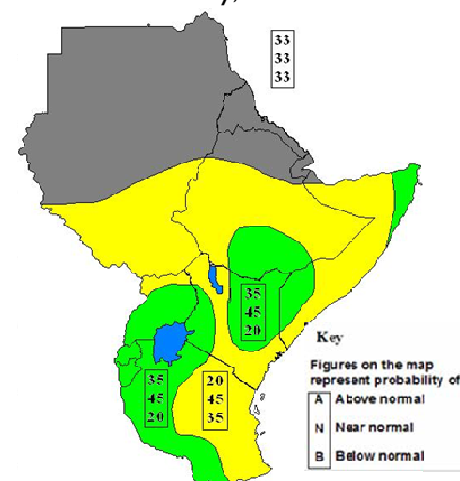 33
33
33
35
45
20
35
45
20
20
45
35
Key
Figures on the map
represent probability of
A Above normal
N Near normal
B Below normal